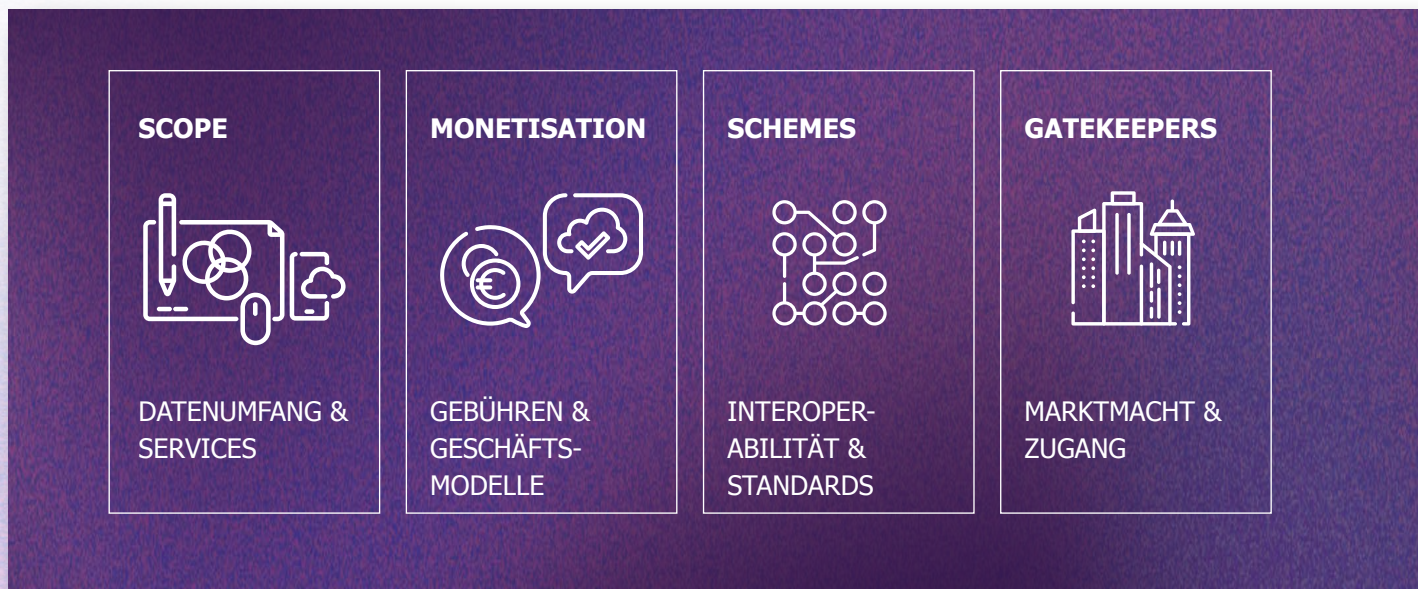 SCOPE
DATENUMFANG &
SERVICES
MONETISATION
€
GEBÜHREN &
GESCHÄFTS-
MODELLE
SCHEMES
INTEROPER-
ABILITÄT &
STANDARDS
GATEKEEPERS
MARKTMACHT &
ZUGANG